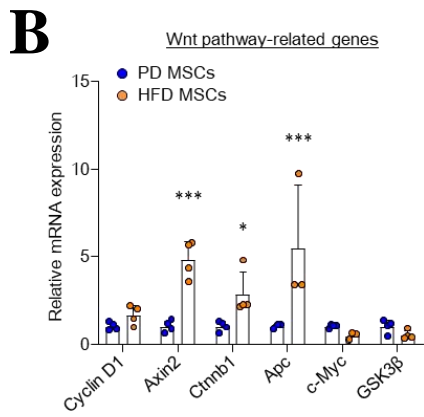 B
Wnt pathway-related genes
PD MSCs
HFD MSCs
Relative mRNA expression
15
10
5
0
***
*
***
Cyclin D1
Axin2
Ctnnb1
Apc
c-Myc
GSK3β